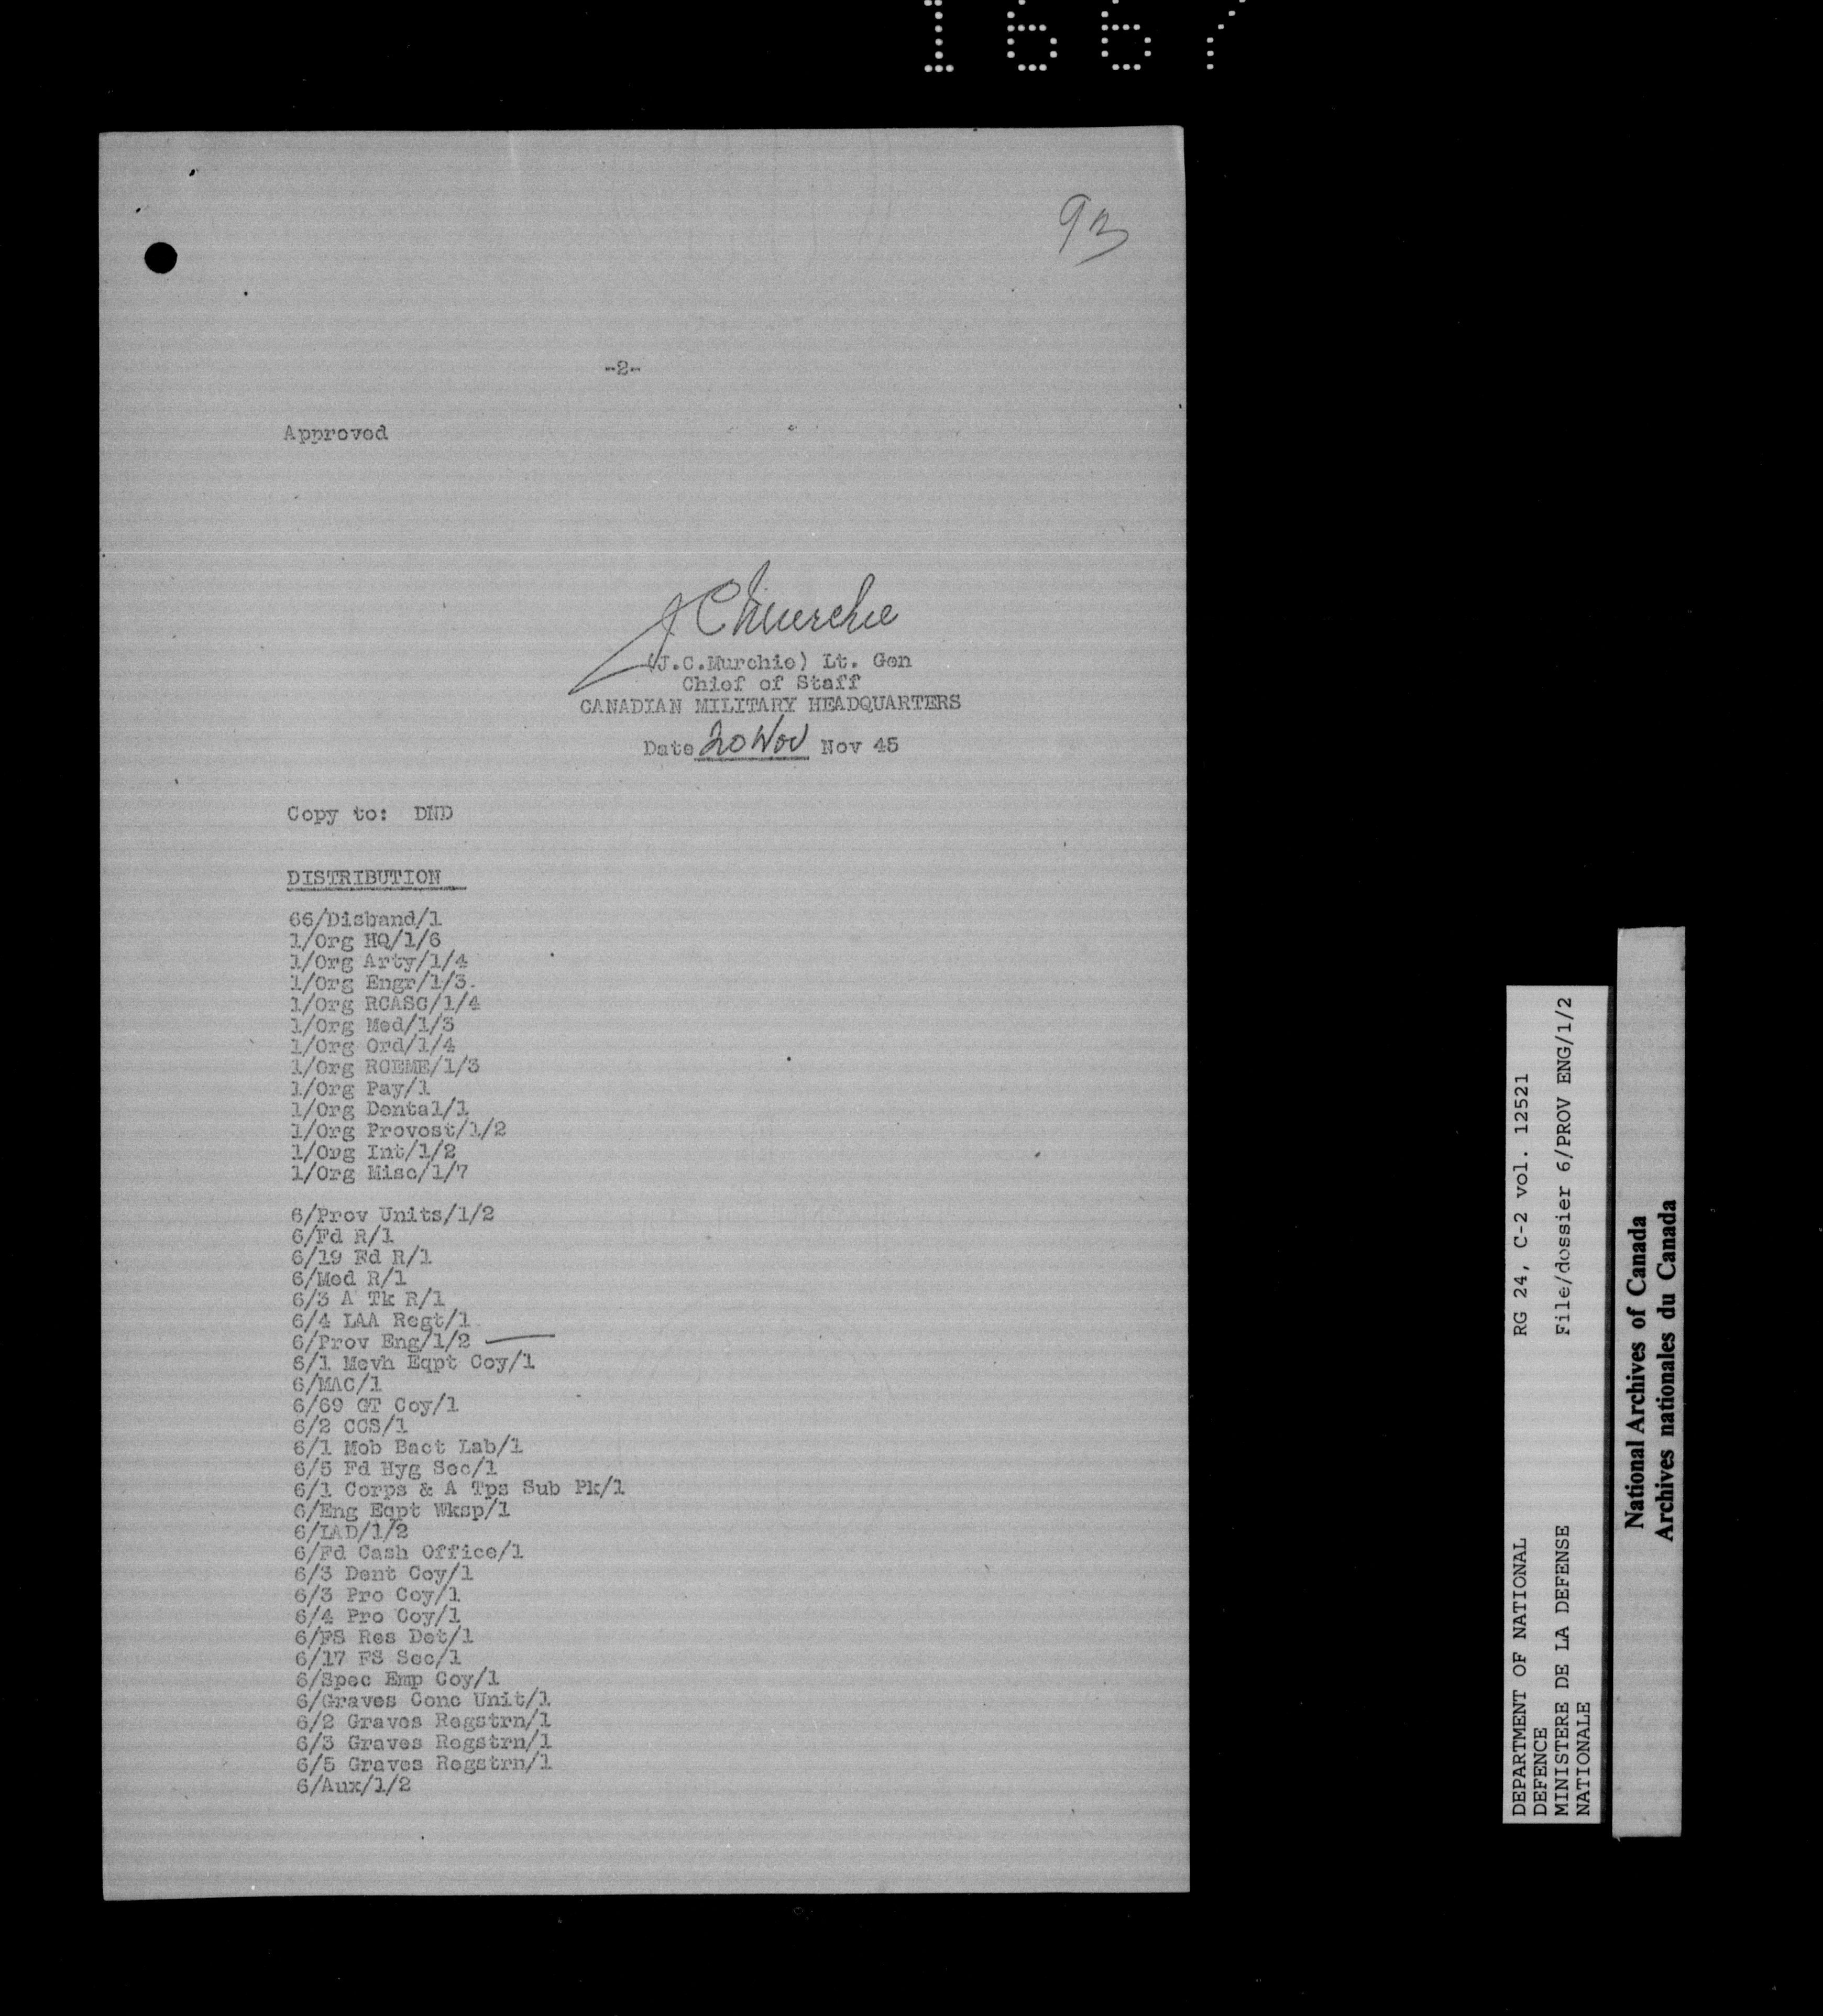 1667
93
-2-
Approved
JCMurchie
(J.C.Murchie) Lt. Gen
Chief of Staff
CANADIAN MILITARY HEADQUARTERS
Date 20 Nov Nov 45
Copy to: DND
DISTRIBUTION
66/Disband/1
1/Org HQ/1/6
1/Org Arty/1/4
1/Org Engr/1/3.
1/Org RCASC/1/4
1/Org Med/1/3
1/Org Ord/1/4
1/Org RCEME/1/3
1/Org Pay/1
1/Org Dental/1
1/Org Provost/1/2
1/Org Int/1/2
1/Org Misc/1/7
6/Prov Units/1/2
6/Fd R/1
6/19 Fd R/1
6/Med R/1
6/3 A Tk R/1
6/4 LAA Regt/1
6/Prov Eng/1/2
6/1 Mevh Eqpt Coy/1
6/MAC/1
6/69 GT Coy/1
6/2 CCS/1
6/1 Mob Bact Lab/1
6/5 Fd Hyg Sec/1
6/1 Corps & A Tps Sub Pk/1
6/Eng Eqpt Wksp/1
6/LAD/1/2
6/Fd Cash Office/1
6/3 Dent Coy/1
6/3 Pro Coy/1
6/4 Pro Coy/1
6/FS Res Det/1
6/17 FS Sec/1
6/Spec Emp Coy/1
6/Graves Conc Unit/1
6/2 Graves Regstrn/1
6/3 Graves Regstrn/1
6/5 Graves Regstrn/1
6/Aux/1/2
DEPARTMENT OF NATIONAL RG 24, C-2 vol. 12521
DEFENCE
MINISTERE DE LA DEFENSE File/dossier 6/PROV ENG/1/2
NATIONALE
National Archives of Canada
Archives nationales du Canada